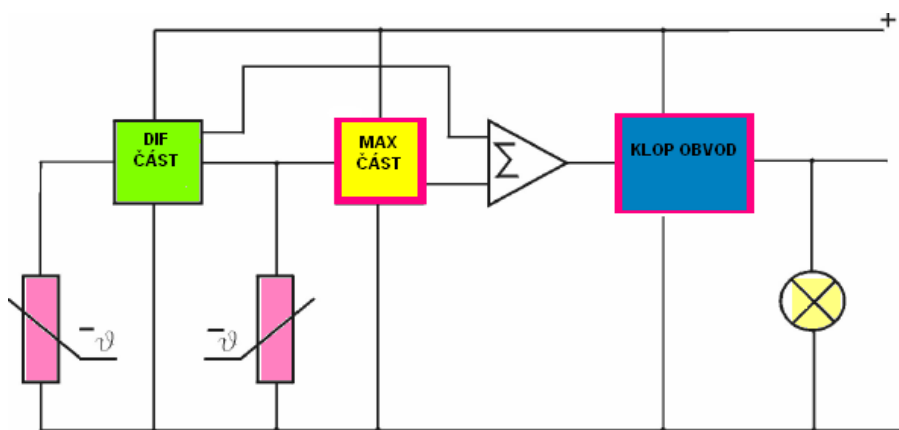 +
DIF
ČÁST
MAX
ČÁST
Σ
KLOP OBVOD
-ϑ
-ϑ